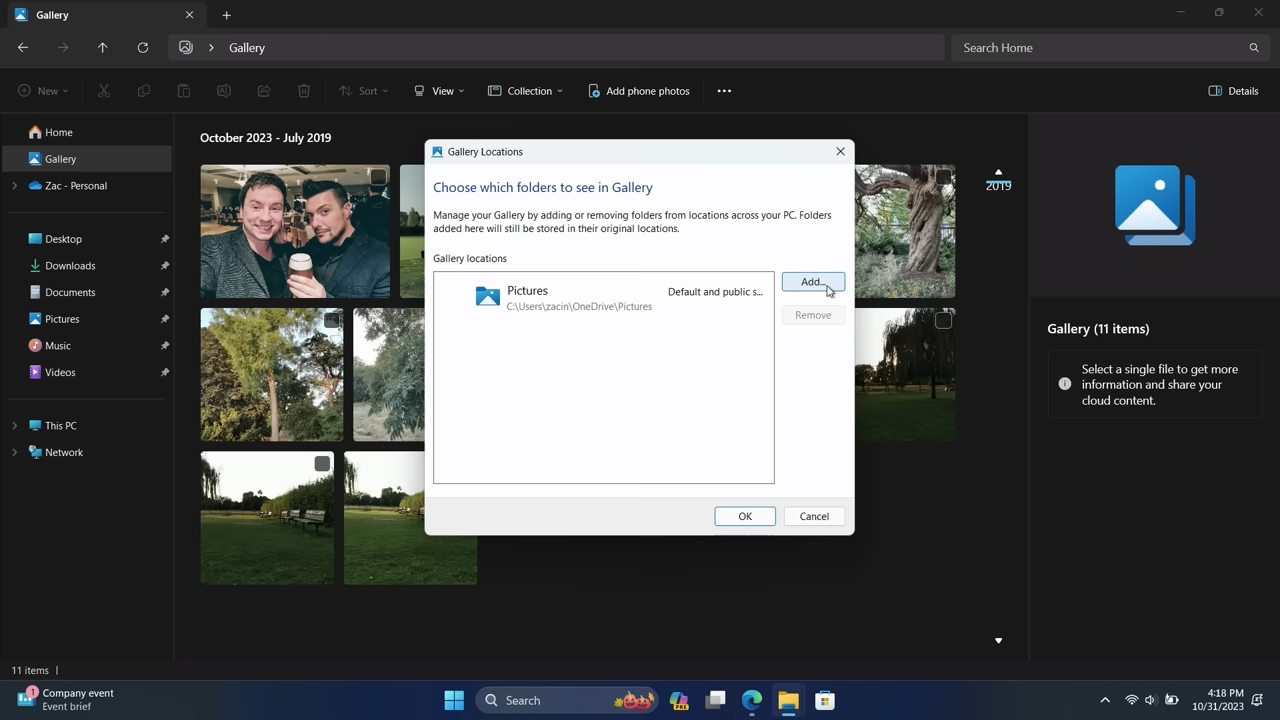 Gallery
Gallery
Search Home
New
Sort
View
Collection
Add phone photos
Details
Home
Gallery
Zac - Personal
Desktop
Downloads
Documents
Pictures
Music
Videos
This PC
Network
October 2023 - July 2019
2019
Gallery Locations
Choose which folders to see in Gallery
Manage your Gallery by adding or removing folders from locations across your PC. Folders
added here will still be stored in their original locations.
Gallery locations
Pictures
Default and public s...
C:\Users\zacin\OneDrive\Pictures
Add...
Remove
OK
Cancel
Gallery (11 items)
Select a single file to get more
information and share your
cloud content.
11 items
1
Company event
Event brief
Search
PRE
4:18 PM
10/31/2023